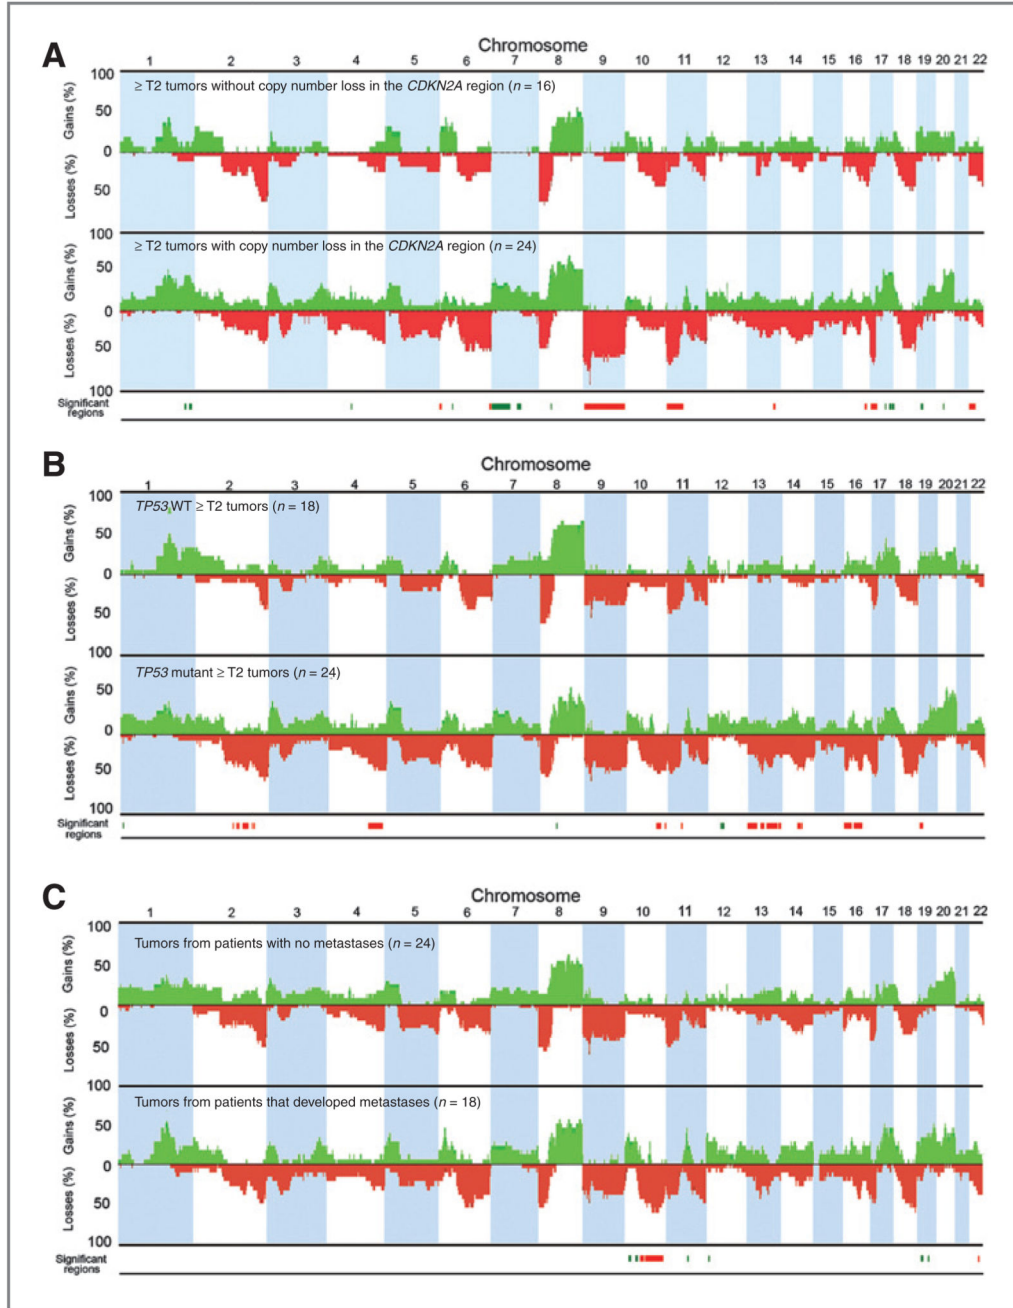 A
Chromosome
1 2 3 4 5 6 7 8 9 10 11 12 13 14 15 16 17 18 19 20 21 22
100
50
0
50
100
50
0
50
100
Gains (%)
Losses (%)
Gains (%)
Losses (%)
≥ T2 tumors without copy number loss in the CDKN2A region (n = 16)
≥ T2 tumors with copy number loss in the CDKN2A region (n = 24)
Significant
regions
B
Chromosome
1 2 3 4 5 6 7 8 9 10 11 12 13 14 15 16 17 18 19 20 21 22
100
50
0
50
100
50
0
50
100
Gains (%)
Losses (%)
Gains (%)
Losses (%)
TP53 WT ≥ T2 tumors (n = 18)
TP53 mutant ≥ T2 tumors (n = 24)
Significant
regions
C
Chromosome
1 2 3 4 5 6 7 8 9 10 11 12 13 14 15 16 17 18 19 20 21 22
100
50
0
50
100
50
0
50
100
Gains (%)
Losses (%)
Gains (%)
Losses (%)
Tumors from patients with no metastases (n = 24)
Tumors from patients that developed metastases (n = 18)
Significant
regions